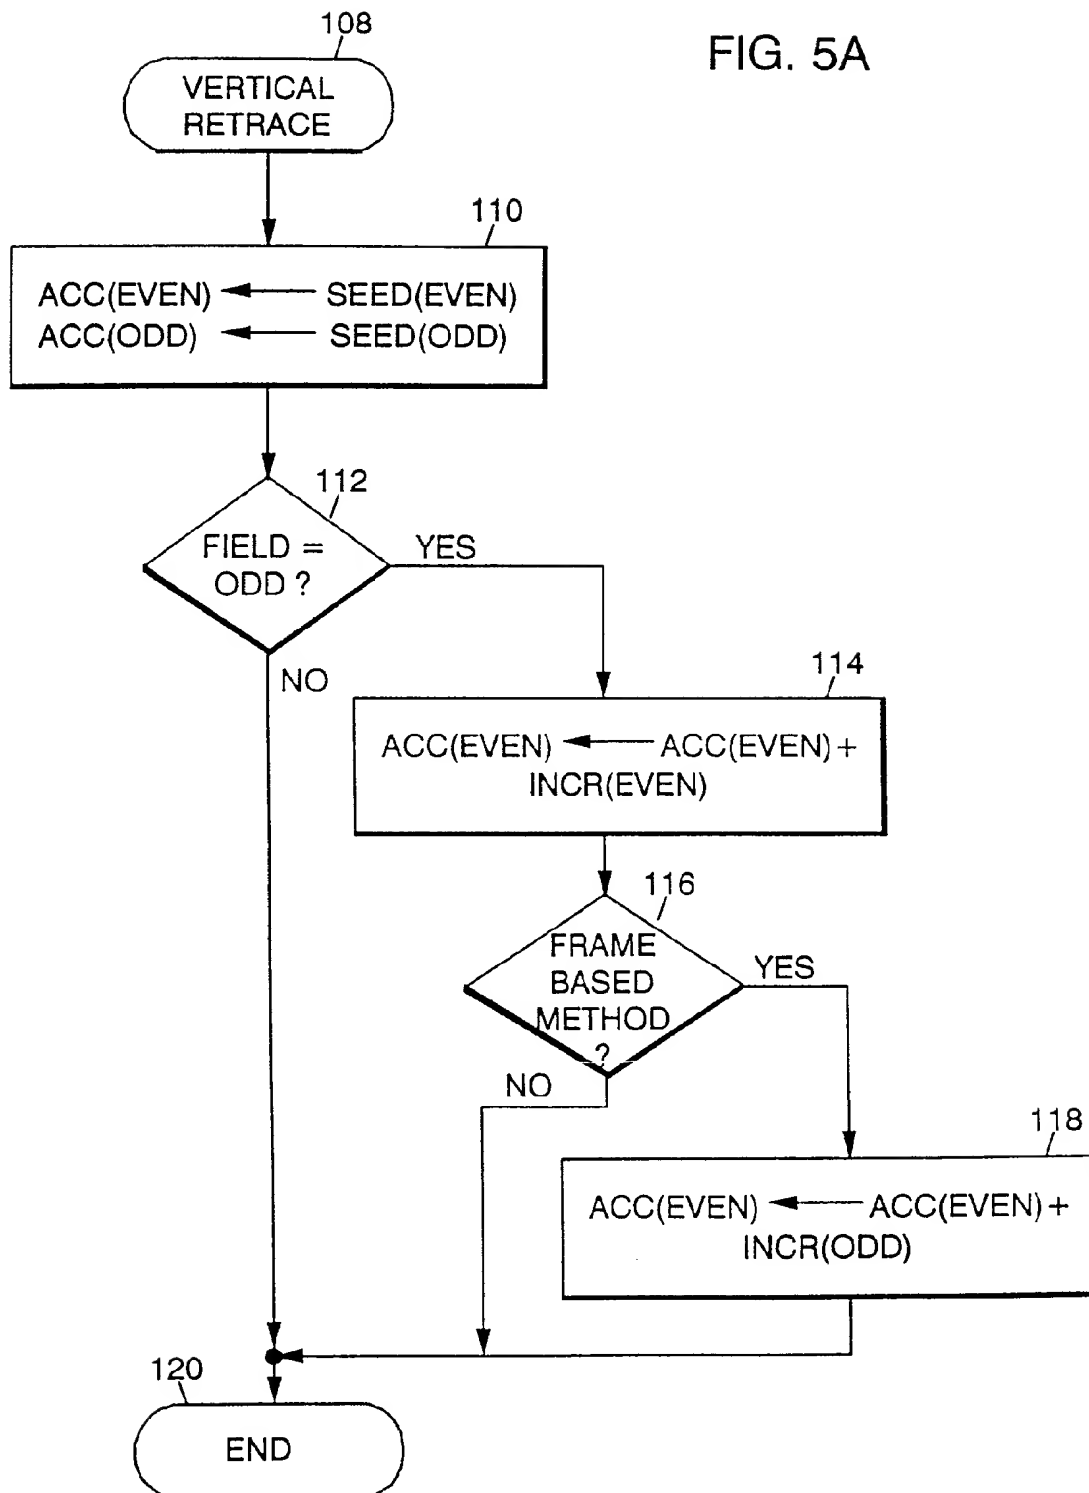 FIG. 5A
108
VERTICAL
RETRACE
110
ACC(EVEN) ← SEED(EVEN)
ACC(ODD) ← SEED(ODD)
112
FIELD =
ODD ?
YES
NO
114
ACC(EVEN) ← ACC(EVEN) +
INCR(EVEN)
116
FRAME
BASED
METHOD
?
YES
NO
118
ACC(EVEN) ← ACC(EVEN) +
INCR(ODD)
120
END